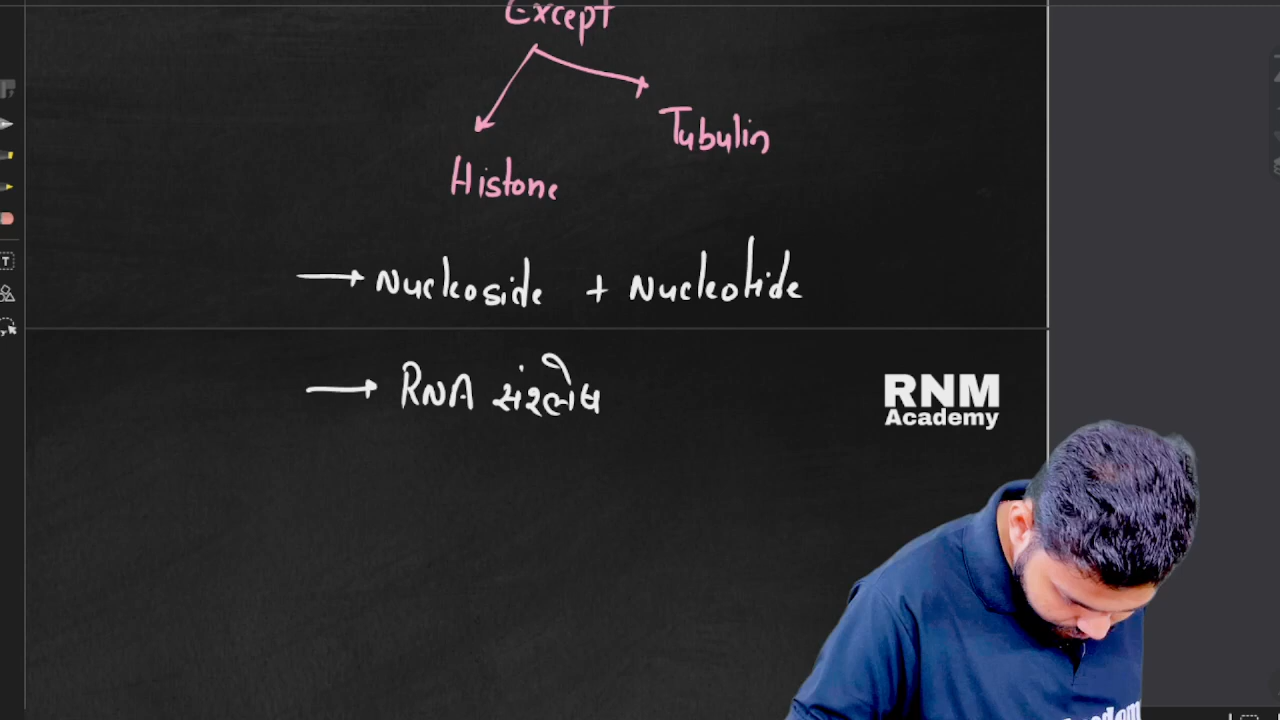 Except
Tubulin
Histone
→ Nucleoside + Nucleotide
→ RNA સંશ્લેષ
RNM
Academy